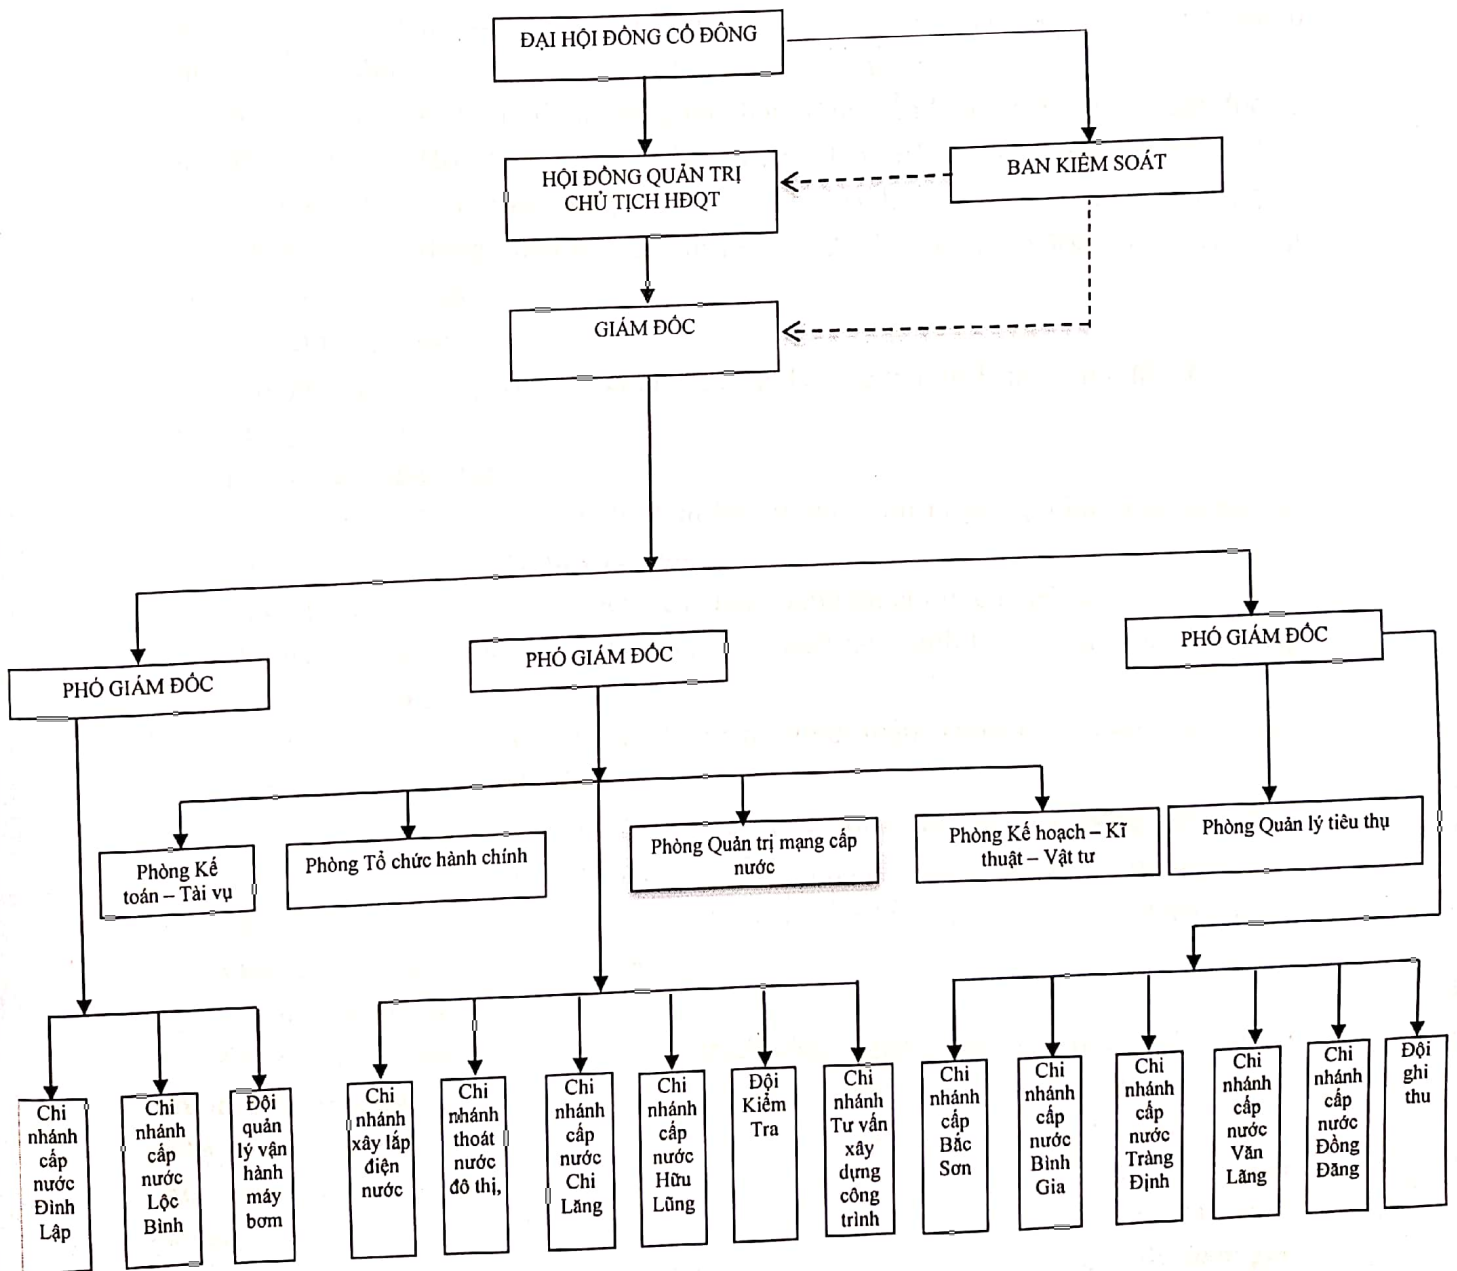 ĐẠI HỘI ĐỒNG CỔ ĐÔNG
HỘI ĐỒNG QUẢN TRỊ
CHỦ TỊCH HĐQT
BAN KIỂM SOÁT
GIÁM ĐỐC
PHÓ GIÁM ĐỐC
PHÓ GIÁM ĐỐC
PHÓ GIÁM ĐỐC
Phòng Kế
toán – Tài vụ
Phòng Tổ chức hành chính
Phòng Quản trị mạng cấp
nước
Phòng Kế hoạch – Kĩ
thuật – Vật tư
Phòng Quản lý tiêu thụ
Chi
nhánh
cấp
nước
Đình
Lập
Chi
nhánh
cấp
nước
Lộc
Bình
Đội
quản
lý vận
hành
máy
bơm
Chi
nhánh
xây lắp
điện
nước
Chi
nhánh
thoát
nước
đô thị,
Chi
nhánh
cấp
nước
Chi
Lăng
Chi
nhánh
cấp
nước
Hữu
Lũng
Đội
Kiểm
Tra
Chi
nhánh
Tư vấn
xây
dựng
công
trình
Chi
nhánh
cấp
Bắc
Sơn
Chi
nhánh
cấp
nước
Bình
Gia
Chi
nhánh
cấp
nước
Tràng
Định
Chi
nhánh
cấp
nước
Văn
Lãng
Chi
nhánh
cấp
nước
Đồng
Đăng
Đội
ghi
thu